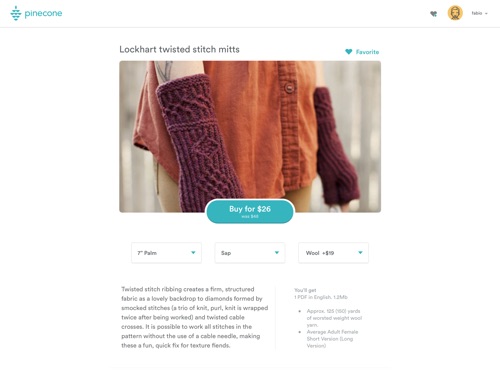 pinecone
fabio
Lockhart twisted stitch mitts
Favorite
Buy for $26
was $46
7" Palm
Sap
Wool +$19
Twisted stitch ribbing creates a firm, structured
fabric as a lovely backdrop to diamonds formed by
smocked stitches (a trio of knit, purl, knit is wrapped
twice after being worked) and twisted cable
crosses. It is possible to work all stitches in the
pattern without the use of a cable needle, making
these a fun, quick fix for texture fiends.
You'll get
1 PDF in English, 1.2Mb
Approx. 125 (150) yards
of worsted weight wool
yarn.
Average Adult Female
Short Version (Long
Version)